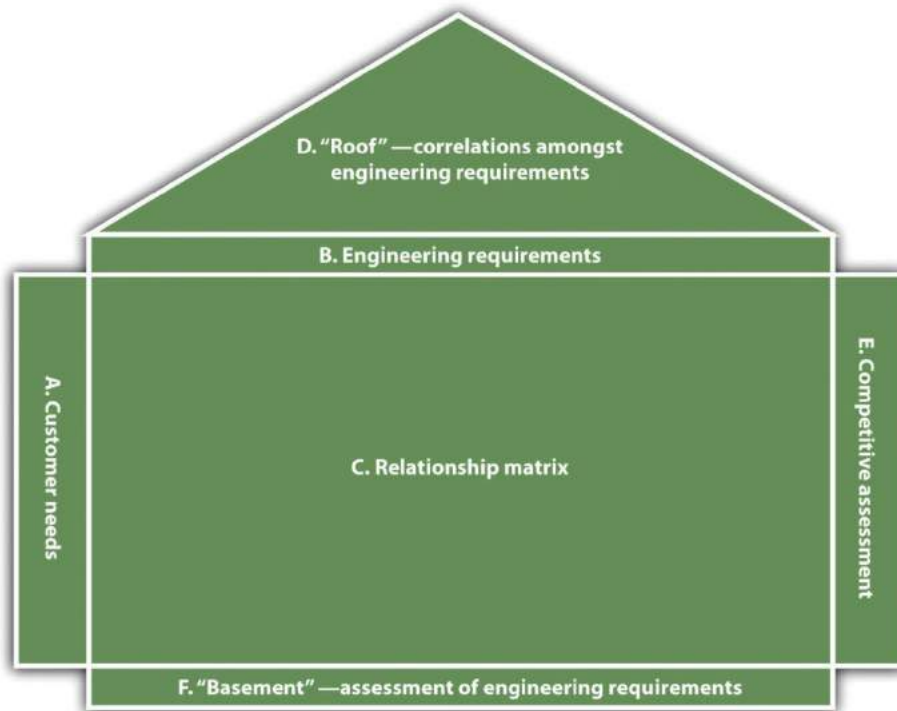 D. “Roof” —correlations amongst
engineering requirements
B. Engineering requirements
A. Customer needs
C. Relationship matrix
E. Competitive assessment
F. “Basement” —assessment of engineering requirements